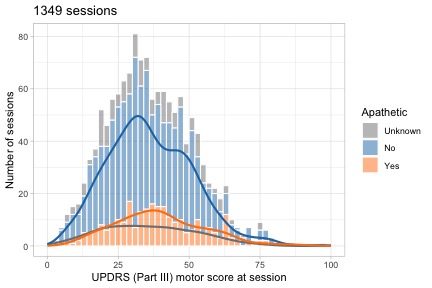 1349 sessions
Number of sessions
80
60
40
20
0
0 25 50 75 100
UPDRS (Part III) motor score at session
Apathetic
Unknown
No
Yes